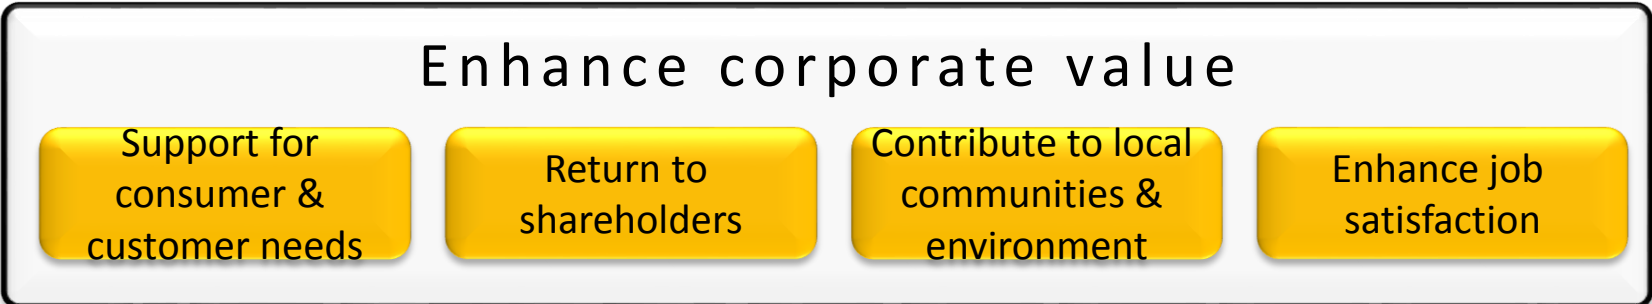 Enhance corporate value
Support for
consumer &
customer needs
Return to
shareholders
Contribute to local
communities &
environment
Enhance job
satisfaction